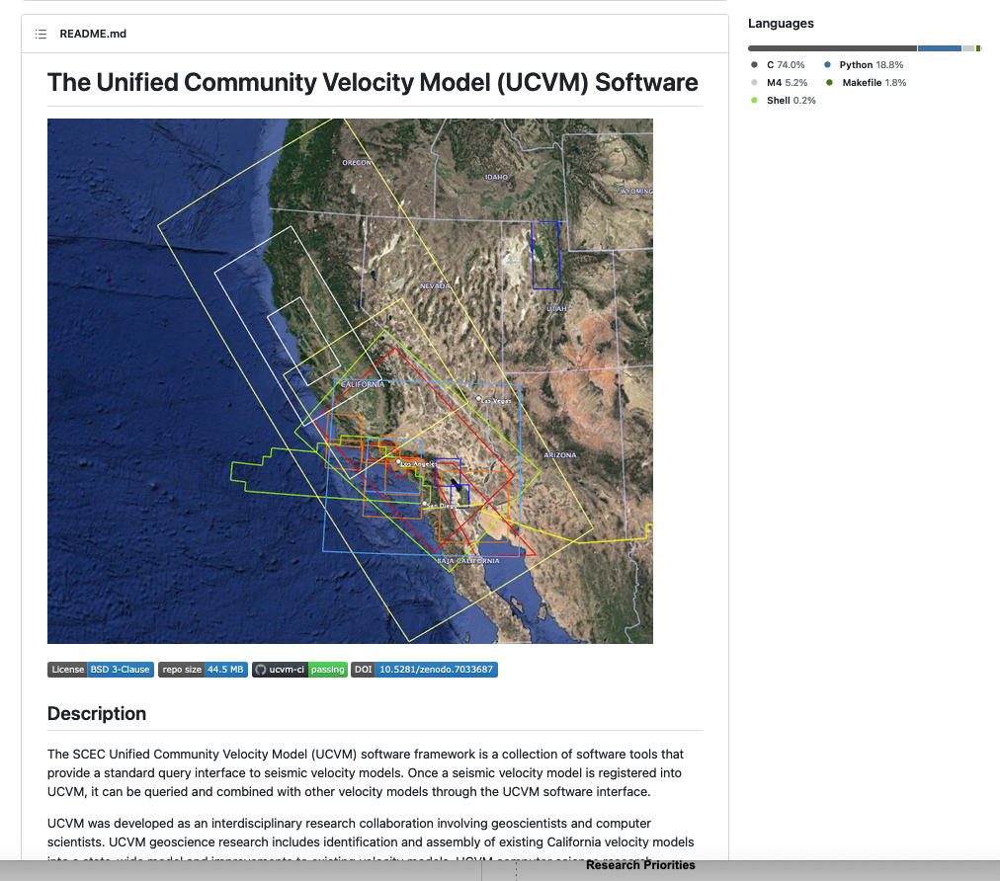 README.md
The Unified Community Velocity Model (UCVM) Software
OREGON
IDAHO
WYOMING
NEVADA
UTAH
CALIFORNIA
Las Vegas
ARIZONA
Los Angeles
San Diego
BAJA CALIFORNIA
License BSD 3-Clause repo size 44.5 MB ucvm-ci passing DOI 10.5281/zenodo.7033687
Description
The SCEC Unified Community Velocity Model (UCVM) software framework is a collection of software tools that
provide a standard query interface to seismic velocity models. Once a seismic velocity model is registered into
UCVM, it can be queried and combined with other velocity models through the UCVM software interface.
UCVM was developed as an interdisciplinary research collaboration involving geoscientists and computer
scientists. UCVM geoscience research includes identification and assembly of existing California velocity models
Languages
C 74.0% Python 18.8%
M4 5.2% Makefile 1.8%
Shell 0.2%
Research Priorities